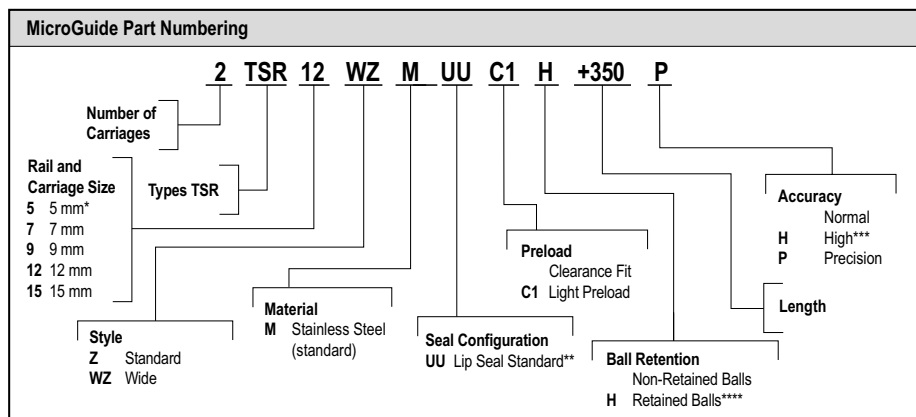 MicroGuide Part Numbering
2 TSR 12 WZ M UU C1 H +350 P
Number of
Carriages
Rail and
Carriage Size
5 5 mm*
7 7 mm
9 9 mm
12 12 mm
15 15 mm
Types TSR
Style
Z Standard
WZ Wide
Material
M Stainless Steel
(standard)
Seal Configuration
UU Lip Seal Standard**
Preload
Clearance Fit
C1 Light Preload
Ball Retention
Non-Retained Balls
H Retained Balls****
Length
Accuracy
Normal
H High***
P Precision